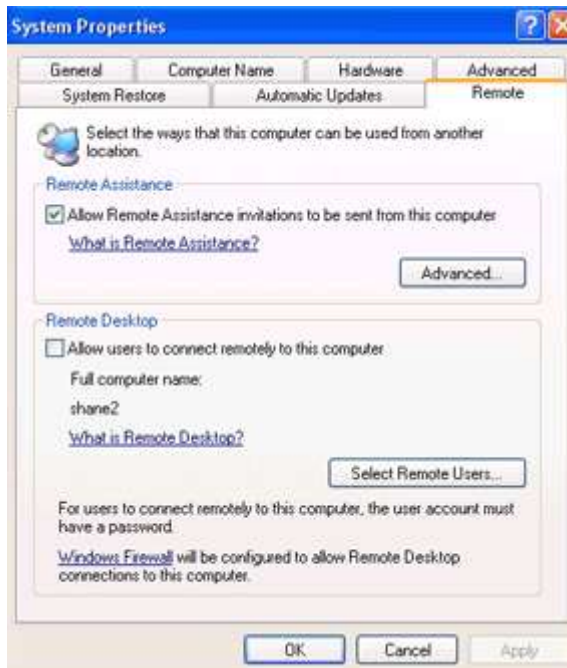 System Properties
General
Computer Name
Hardware
Advanced
System Restore
Automatic Updates
Remote
Select the ways that this computer can be used from another
location.
Remote Assistance
Allow Remote Assistance invitations to be sent from this computer
What is Remote Assistance?
Advanced...
Remote Desktop
Allow users to connect remotely to this computer
Full computer name:
shane2
What is Remote Desktop?
Select Remote Users...
For users to connect remotely to this computer, the user account must
have a password.
Windows Firewall will be configured to allow Remote Desktop
connections to this computer.
OK
Cancel
Apply